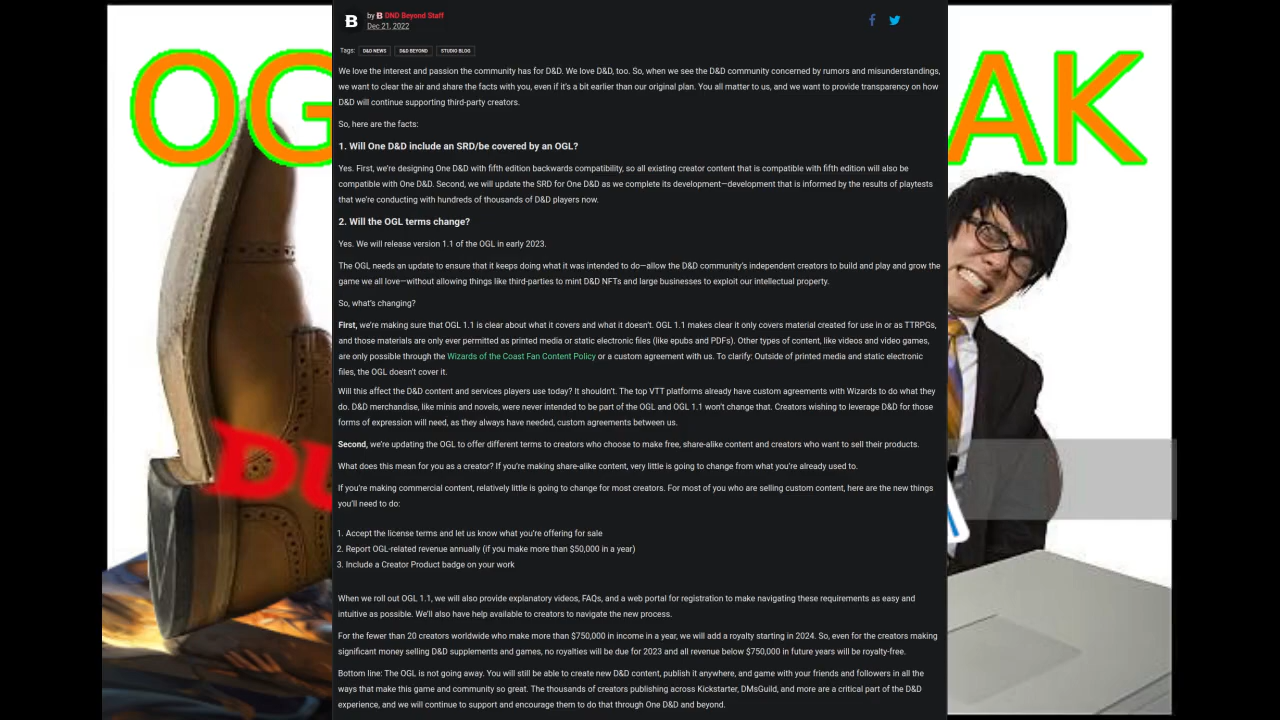 OG
AK
by B DND Beyond Staff
Dec 21, 2022
Tags: D&D NEWS D&D BEYOND STUDIO BLOG
We love the interest and passion the community has for D&D. We love D&D, too. So, when we see the D&D community concerned by rumors and misunderstandings,
we want to clear the air and share the facts with you, even if it's a bit earlier than our original plan. You all matter to us, and we want to provide transparency on how
D&D will continue supporting third-party creators.
So, here are the facts:
1. Will One D&D include an SRD/be covered by an OGL?
Yes. First, we're designing One D&D with fifth edition backwards compatibility, so all existing creator content that is compatible with fifth edition will also be
compatible with One D&D. Second, we will update the SRD for One D&D as we complete its development—development that is informed by the results of playtests
that we're conducting with hundreds of thousands of D&D players now.
2. Will the OGL terms change?
Yes. We will release version 1.1 of the OGL in early 2023.
The OGL needs an update to ensure that it keeps doing what it was intended to do—allow the D&D community's independent creators to build and play and grow the
game we all love—without allowing things like third-parties to mint D&D NFTs and large businesses to exploit our intellectual property.
So, what's changing?
First, we're making sure that OGL 1.1 is clear about what it covers and what it doesn't. OGL 1.1 makes clear it only covers material created for use in or as TTRPGs,
and those materials are only ever permitted as printed media or static electronic files (like epubs and PDFs). Other types of content, like videos and video games,
are only possible through the Wizards of the Coast Fan Content Policy or a custom agreement with us. To clarify: Outside of printed media and static electronic
files, the OGL doesn't cover it.
Will this affect the D&D content and services players use today? It shouldn't. The top VTT platforms already have custom agreements with Wizards to do what they
do. D&D merchandise, like minis and novels, were never intended to be part of the OGL and OGL 1.1 won't change that. Creators wishing to leverage D&D for those
forms of expression will need, as they always have needed, custom agreements between us.
Second, we're updating the OGL to offer different terms to creators who choose to make free, share-alike content and creators who want to sell their products.
What does this mean for you as a creator? If you're making share-alike content, very little is going to change from what you're already used to.
If you're making commercial content, relatively little is going to change for most creators. For most of you who are selling custom content, here are the new things
you'll need to do:
1. Accept the license terms and let us know what you're offering for sale
2. Report OGL-related revenue annually (if you make more than $50,000 in a year)
3. Include a Creator Product badge on your work
When we roll out OGL 1.1, we will also provide explanatory videos, FAQs, and a web portal for registration to make navigating these requirements as easy and
intuitive as possible. We'll also have help available to creators to navigate the new process.
For the fewer than 20 creators worldwide who make more than $750,000 in income in a year, we will add a royalty starting in 2024. So, even for the creators making
significant money selling D&D supplements and games, no royalties will be due for 2023 and all revenue below $750,000 in future years will be royalty-free.
Bottom line: The OGL is not going away. You will still be able to create new D&D content, publish it anywhere, and game with your friends and followers in all the
ways that make this game and community so great. The thousands of creators publishing across Kickstarter, DMsGuild, and more are a critical part of the D&D
experience, and we will continue to support and encourage them to do that through One D&D and beyond.